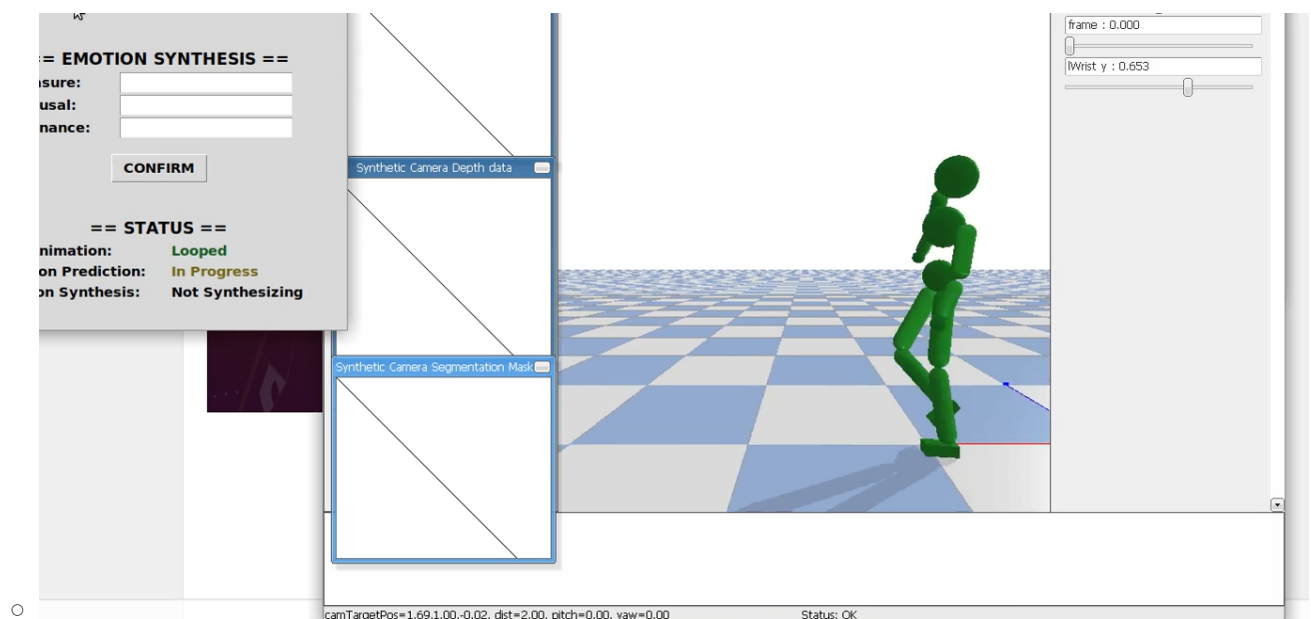 == EMOTION SYNTHESIS ==
asure:
usal:
nance:
CONFIRM
== STATUS ==
nimation: Looped
on Prediction: In Progress
on Synthesis: Not Synthesizing
Synthetic Camera Depth data
Synthetic Camera Segmentation Mask
frame : 0.000
lWrist y : 0.653
camTargetPos=1.69,1.00,-0.02, dist=2.00, pitch=0.00, yaw=0.00
Status: OK